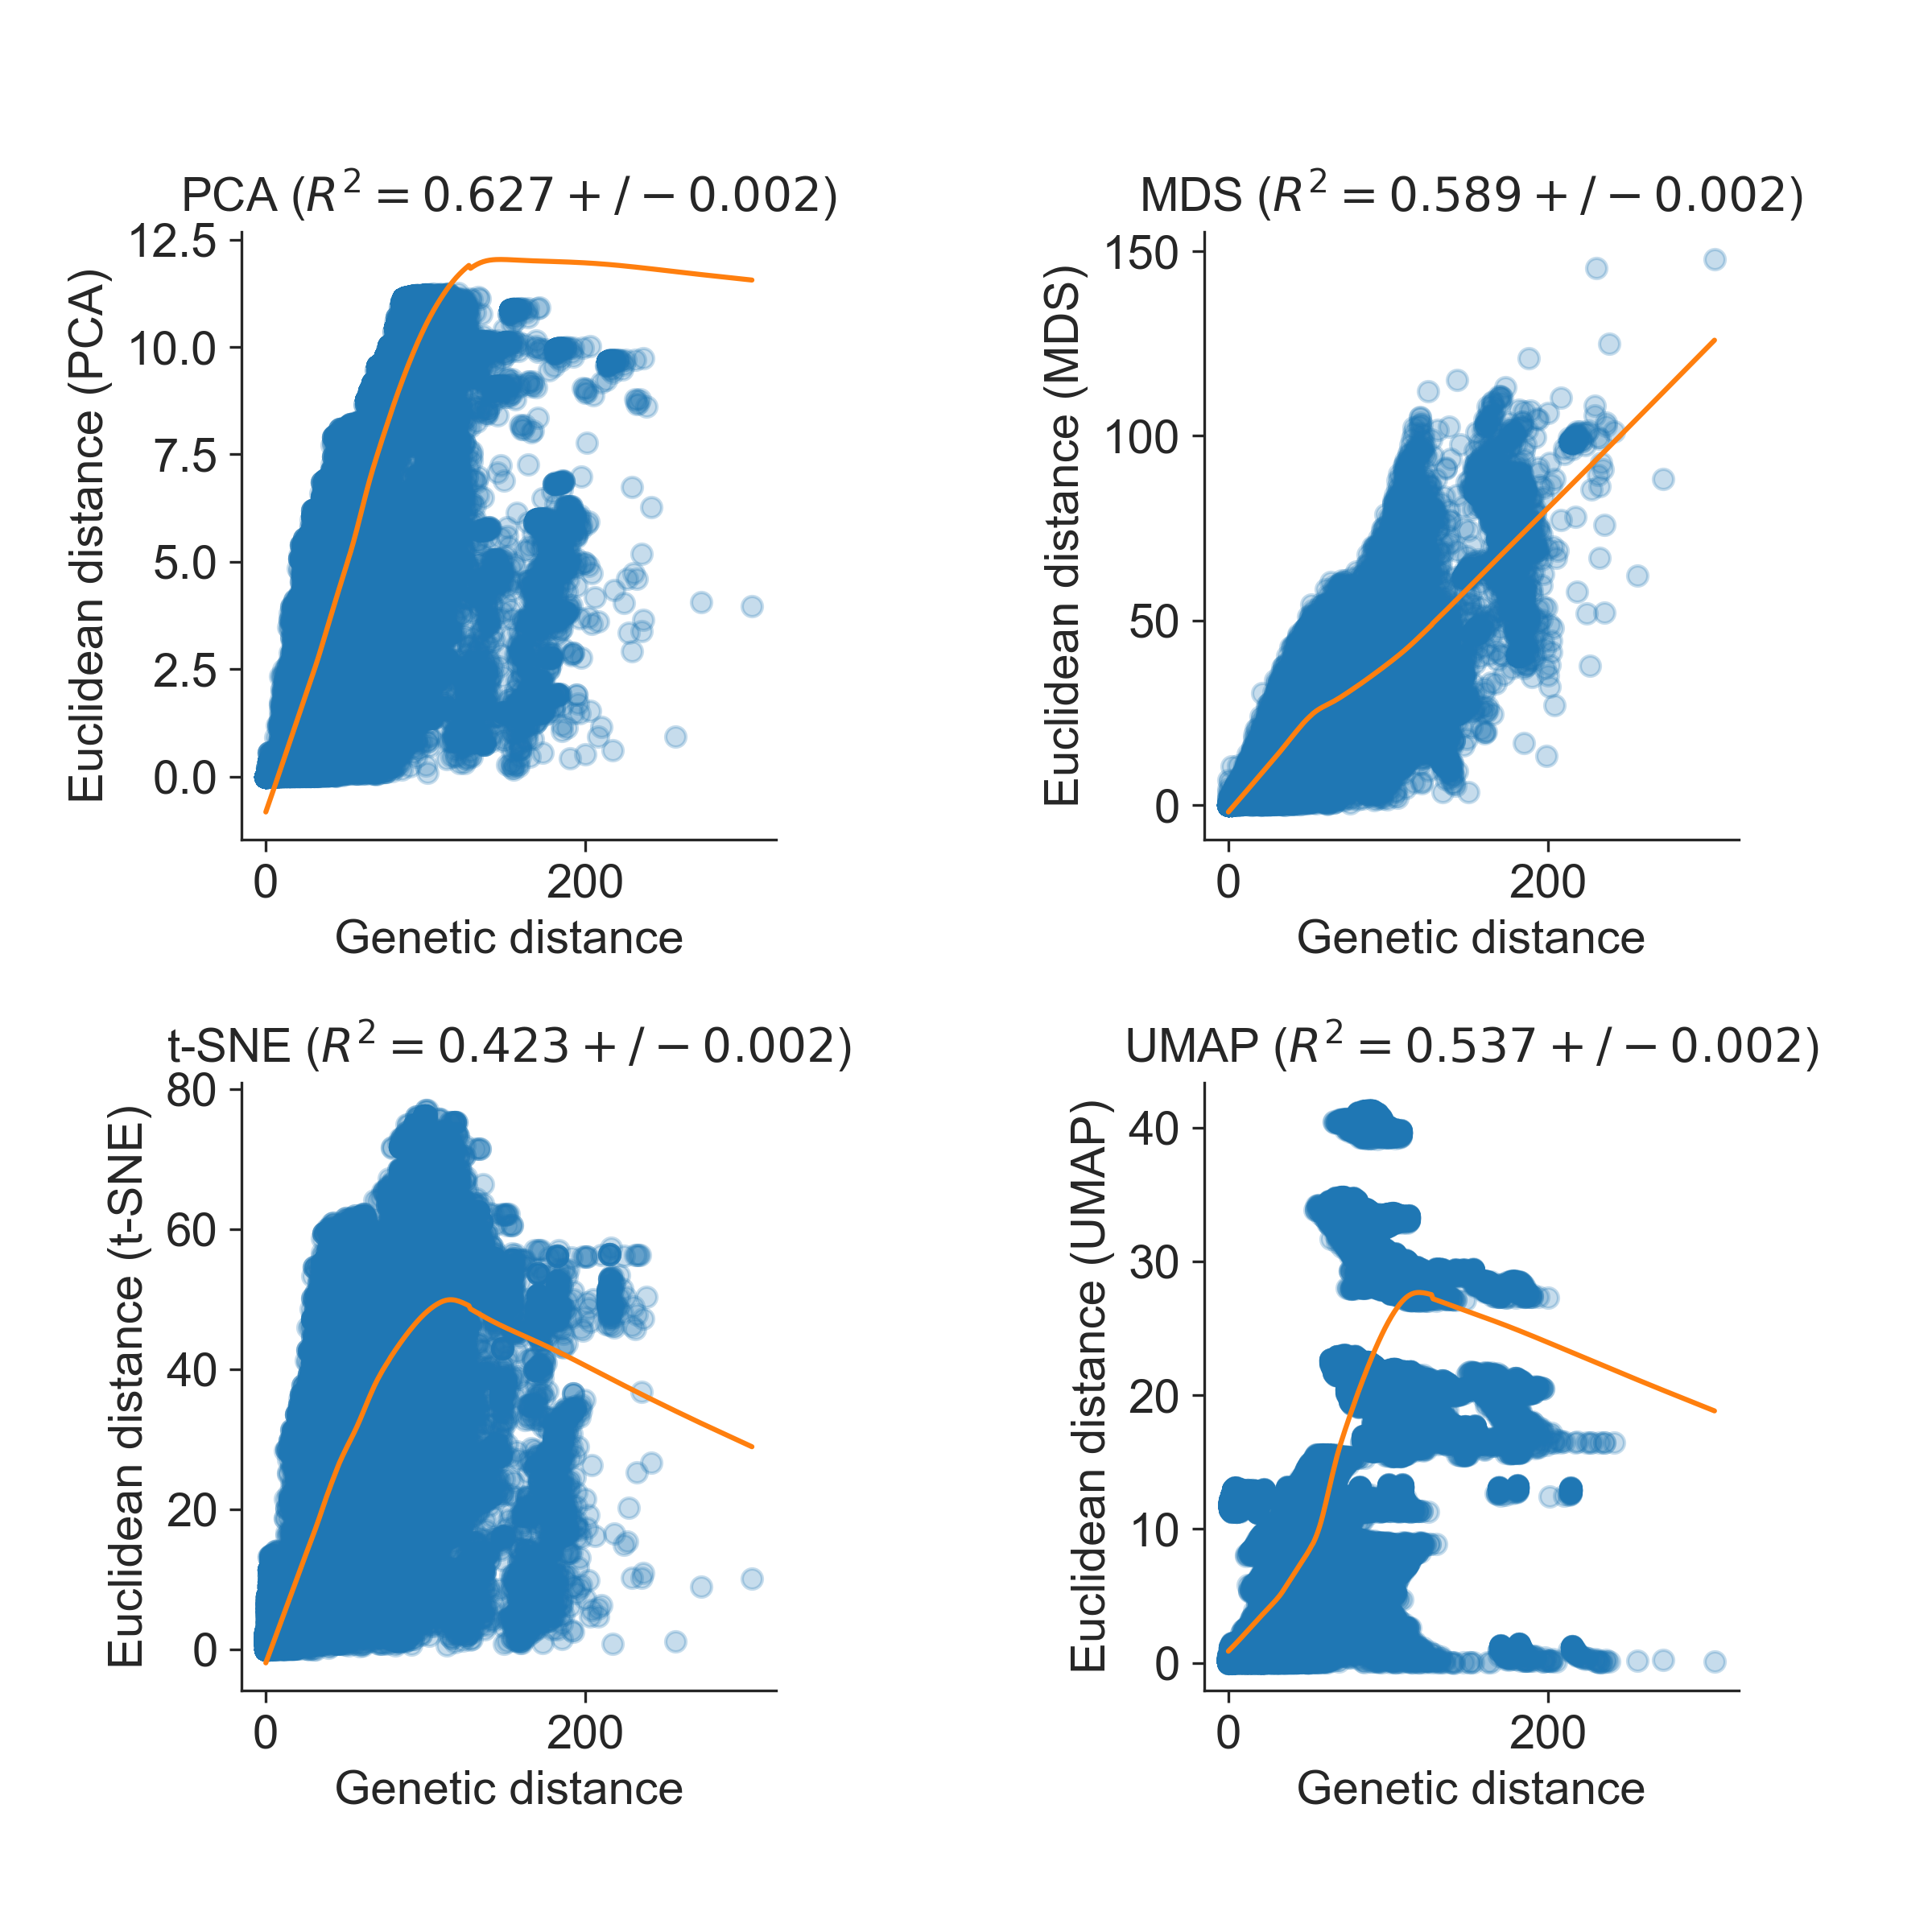 PCA (R² = 0.627 + / − 0.002)
12.5
10.0
7.5
5.0
2.5
0.0
Euclidean distance (PCA)
0 200
Genetic distance
MDS (R² = 0.589 + / − 0.002)
150
100
50
0
Euclidean distance (MDS)
0 200
Genetic distance
t-SNE (R² = 0.423 + / − 0.002)
80
60
40
20
0
Euclidean distance (t-SNE)
0 200
Genetic distance
UMAP (R² = 0.537 + / − 0.002)
40
30
20
10
0
Euclidean distance (UMAP)
0 200
Genetic distance